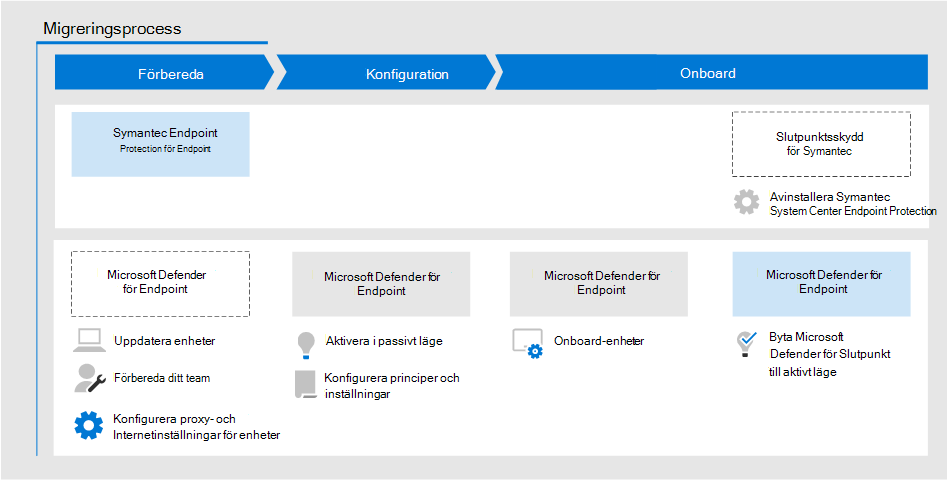 Migreringsprocess
Förbereda
Konfiguration
Onboard
Symantec Endpoint
Protection för Endpoint
Slutpunktsskydd
för Symantec
Avinstallera Symantec
System Center Endpoint Protection
Microsoft Defender
för Endpoint
Uppdatera enheter
Förbereda ditt team
Konfigurera proxy- och
Internetinställningar för enheter
Microsoft Defender för
Endpoint
Aktivera i passivt läge
Konfigurera principer och
inställningar
Microsoft Defender för
Endpoint
Onboard-enheter
Microsoft Defender för
Endpoint
Byta Microsoft
Defender för Slutpunkt
till aktivt läge